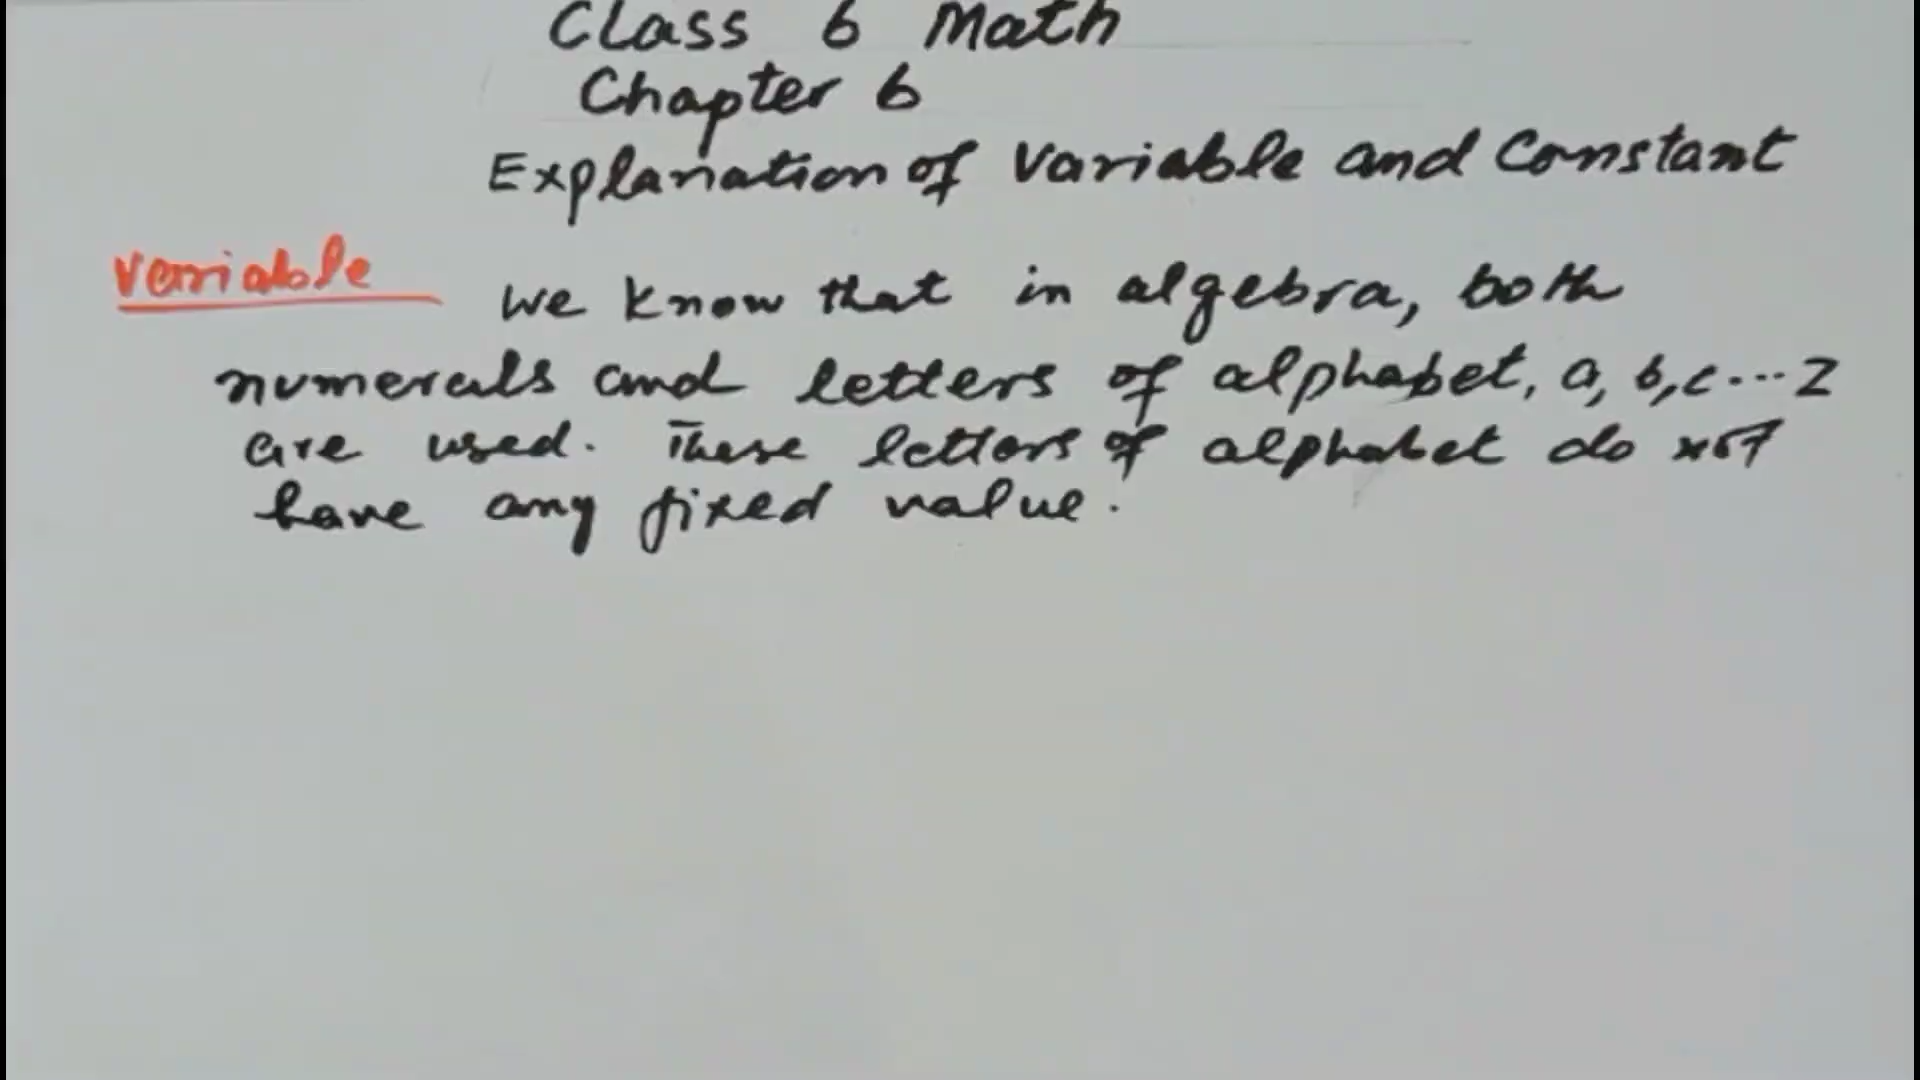 Class 6 Math
Chapter 6
Explanation of Variable and Constant
Variable We know that in algebra, both
numerals and letters of alphabet, a, b, c ... z
are used. These letters of alphabet do not
have any fixed value.